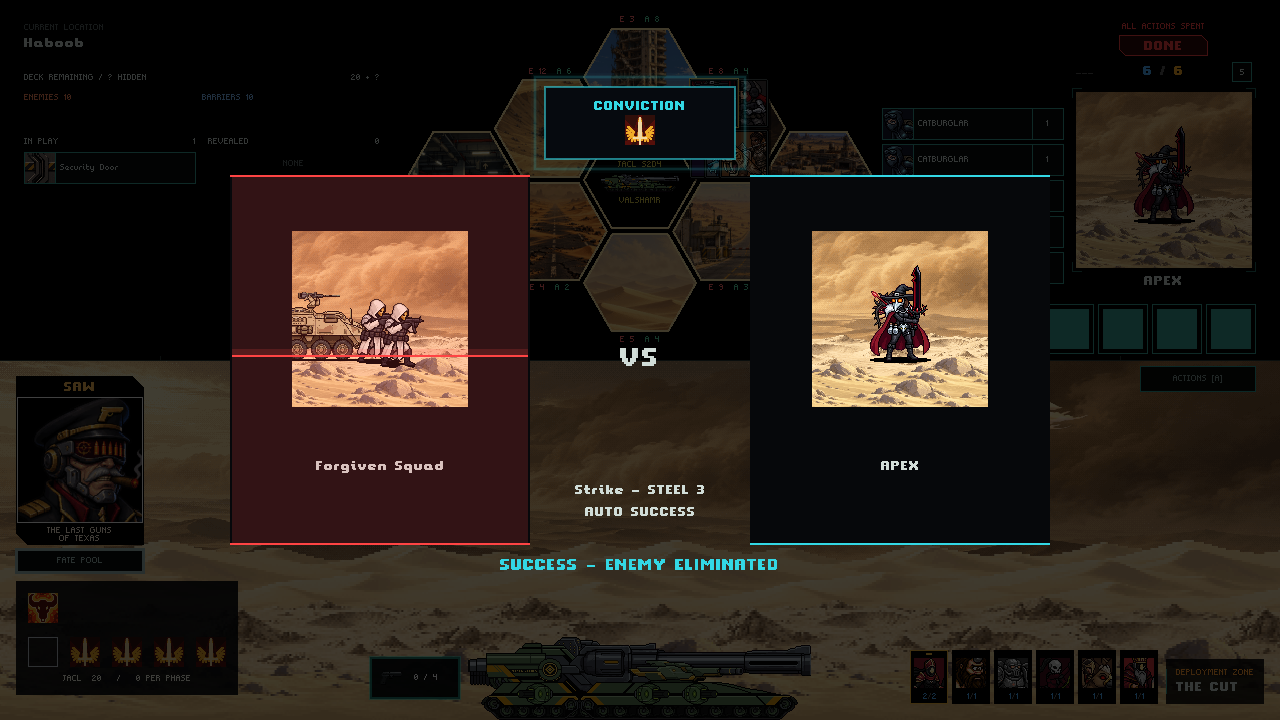 CURRENT LOCATION
Haboob
DECK REMAINING / ? HIDDEN
20 + ?
ENEMIES 10
BARRIERS 10
IN PLAY
1
REVEALED
0
Security Door
NONE
E 3 A 8
E 12 A 6
E 8 A 4
CONVICTION
JACL S2D4
VALSHAMR
E 4 A 2
E 9 A 3
E 5 A 4
ALL ACTIONS SPENT
DONE
6 / 6
5
CATBURGLAR
1
CATBURGLAR
1
APEX
ACTIONS [A]
Forgiven Squad
VS
APEX
Strike – STEEL 3
AUTO SUCCESS
SUCCESS – ENEMY ELIMINATED
SAW
THE LAST GUNS
OF TEXAS
FATE POOL
JACL 20 / 0 PER PHASE
0 / 4
2/2
1/1
1/1
1/1
1/1
1/1
DEPLOYMENT ZONE
THE CUT